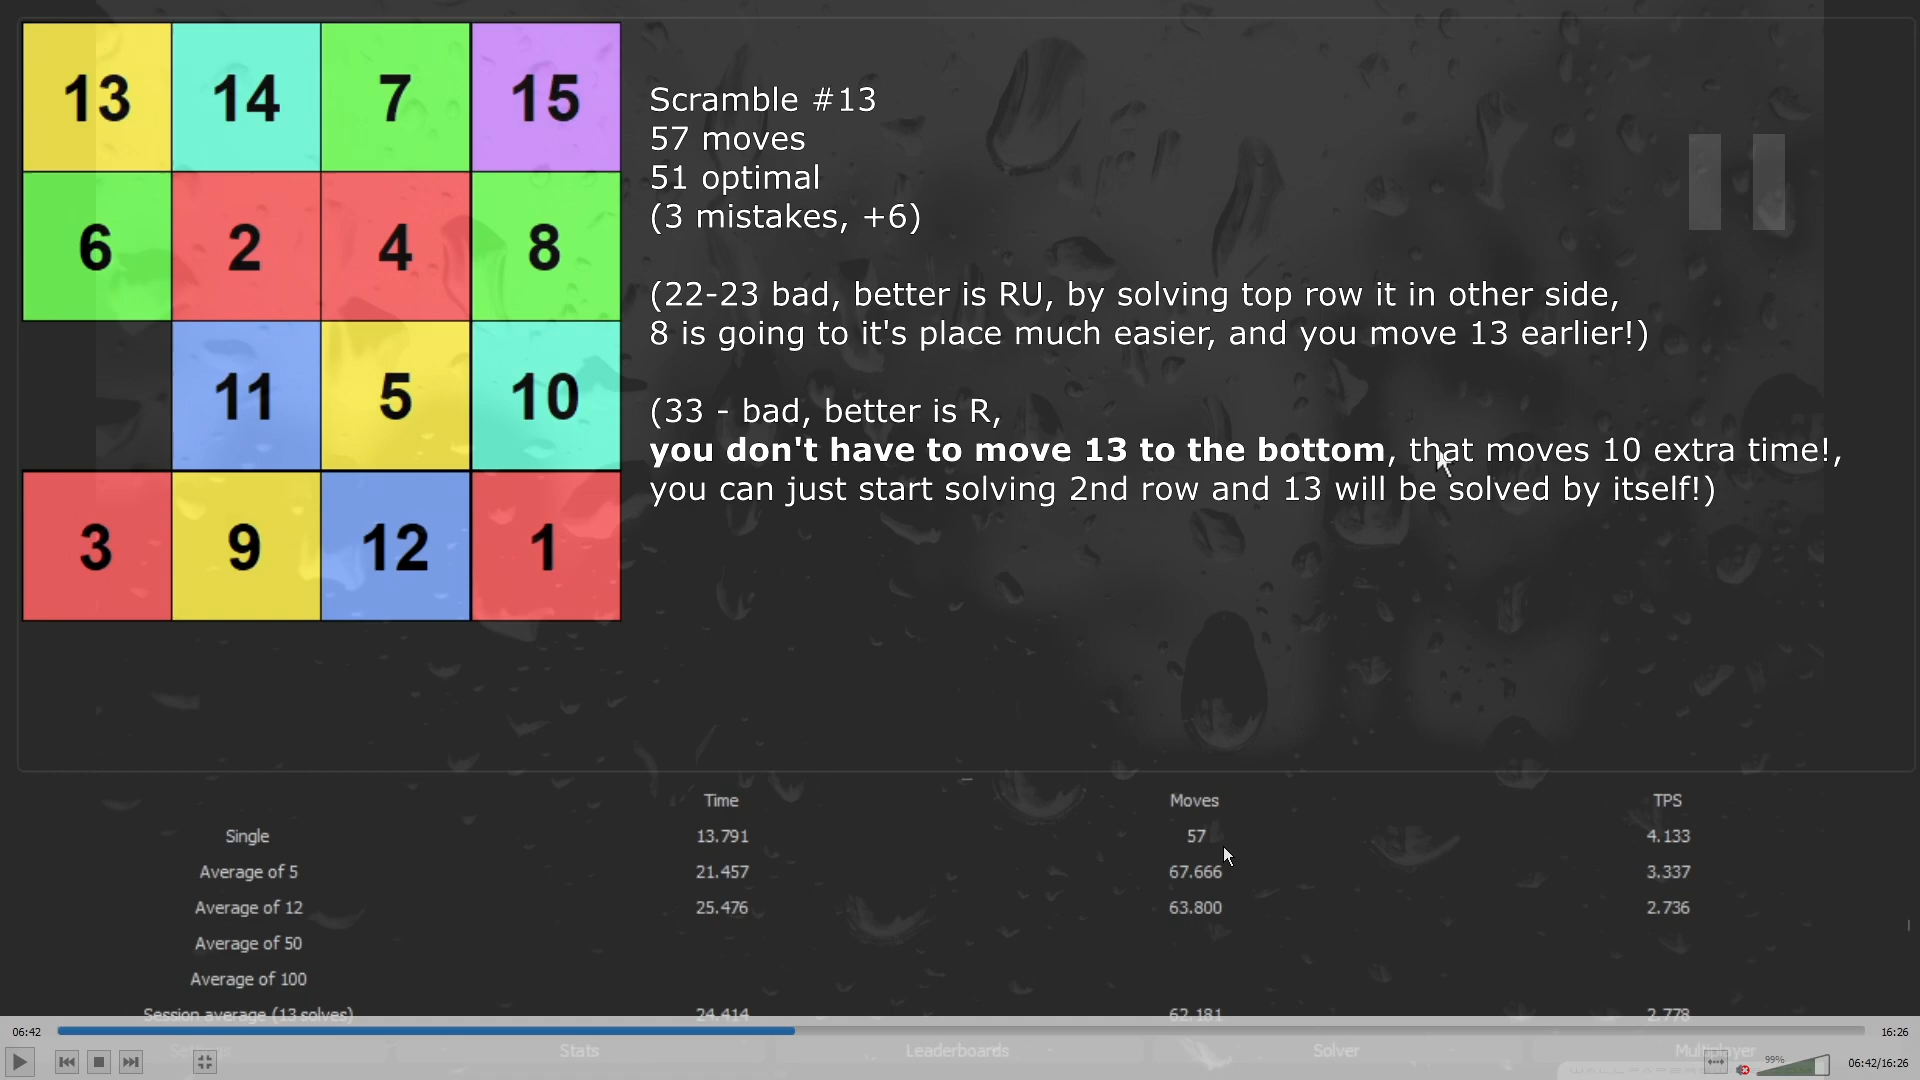 13 14 7 15
6 2 4 8
11 5 10
3 9 12 1
Scramble #13
57 moves
51 optimal
(3 mistakes, +6)
(22-23 bad, better is RU, by solving top row it in other side,
8 is going to it's place much easier, and you move 13 earlier!)
(33 - bad, better is R,
you don't have to move 13 to the bottom, that moves 10 extra time!,
you can just start solving 2nd row and 13 will be solved by itself!)
Time Moves TPS
Single 13.791 57 4.133
Average of 5 21.457 67.666 3.337
Average of 12 25.476 63.800 2.736
Average of 50
Average of 100
Session average (13 solves) 24.414 62.181 2.778
06:42 16:26
Settings Stats Leaderboards Solver Multiplayer
99% 06:42/16:26